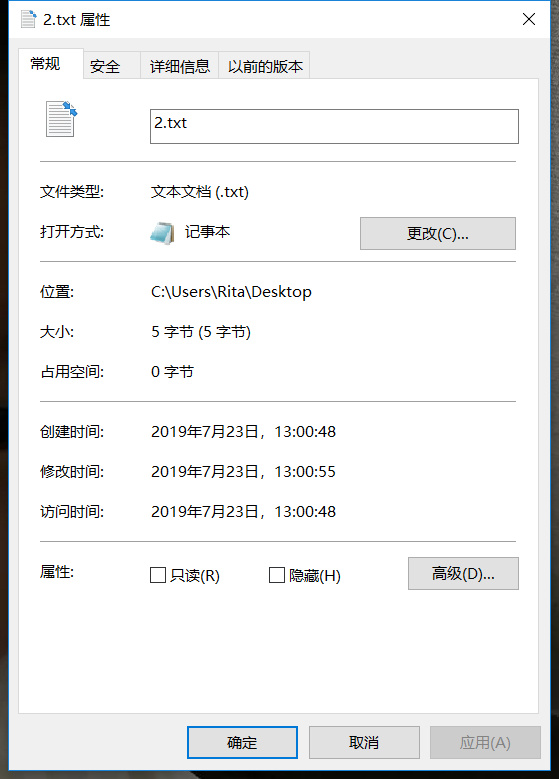 2.txt 属性
常规 安全 详细信息 以前的版本
2.txt
文件类型: 文本文档 (.txt)
打开方式: 记事本 更改(C)...
位置: C:\Users\Rita\Desktop
大小: 5 字节 (5 字节)
占用空间: 0 字节
创建时间: 2019年7月23日，13:00:48
修改时间: 2019年7月23日，13:00:55
访问时间: 2019年7月23日，13:00:48
属性: 只读(R) 隐藏(H) 高级(D)...
确定 取消 应用(A)